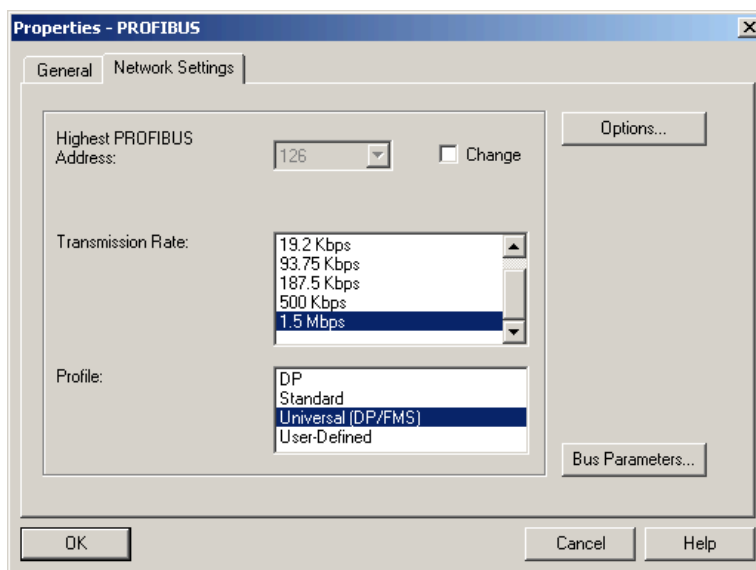 Properties - PROFIBUS
General
Network Settings
Highest PROFIBUS
Address:
126
Change
Options...
Transmission Rate:
19.2 Kbps
93.75 Kbps
187.5 Kbps
500 Kbps
1.5 Mbps
Profile:
DP
Standard
Universal (DP/FMS)
User-Defined
Bus Parameters...
OK
Cancel
Help